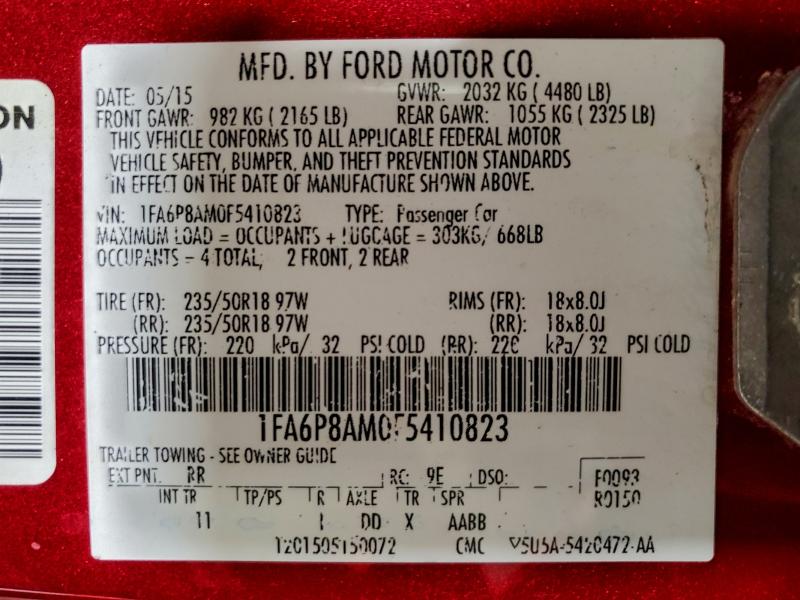 ON
MFD. BY FORD MOTOR CO.
DATE: 05/15 GVWR: 2032 KG ( 4480 LB)
FRONT GAWR: 982 KG ( 2165 LB) REAR GAWR: 1055 KG ( 2325 LB)
THIS VEHICLE CONFORMS TO ALL APPLICABLE FEDERAL MOTOR
VEHICLE SAFETY, BUMPER, AND THEFT PREVENTION STANDARDS
IN EFFECT ON THE DATE OF MANUFACTURE SHOWN ABOVE.
VIN: 1FA6P8AM0F5410823 TYPE: Passenger Car
MAXIMUM LOAD = OCCUPANTS + LUGGAGE = 303KG/ 668LB
OCCUPANTS = 4 TOTAL, 2 FRONT, 2 REAR
TIRE (FR): 235/50R18 97W RIMS (FR): 18x8.0J
(RR): 235/50R18 97W (RR): 18x8.0J
PRESSURE (FR): 220 kPa/ 32 PSI COLD (RR): 220 kPa/ 32 PSI COLD
1FA6P8AM0F5410823
TRAILER TOWING - SEE OWNER GUIDE
EXT PNT: RR RC: 9E DSO: F0093
INT TR TP/PS R AXLE TR SPR R0150
11 DD X AABB
1201505150072 CMC 5U5A-5420472-AA